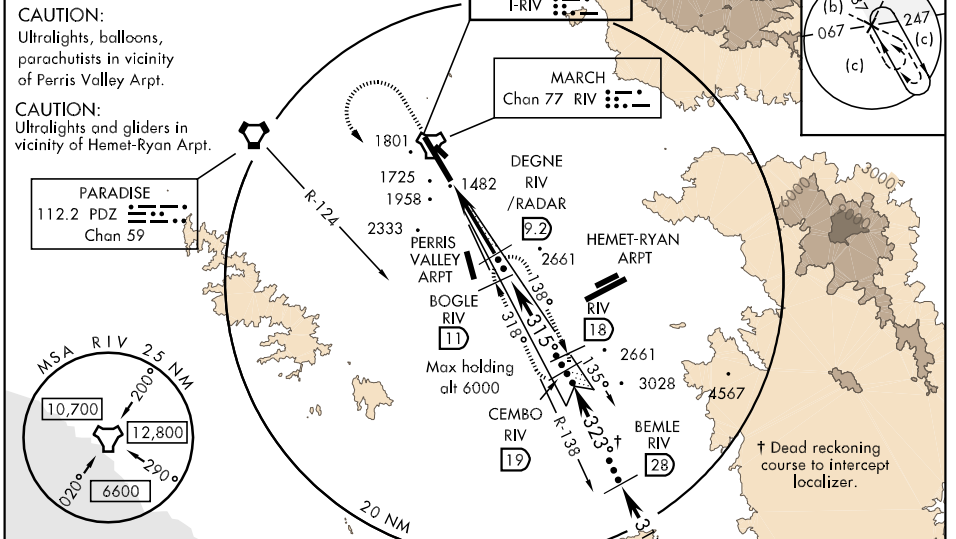 CAUTION:
Ultralights, balloons,
parachutists in vicinity
of Perris Valley Arpt.
CAUTION:
Ultralights and gliders in
vicinity of Hemet-Ryan Arpt.
I-RIV
MARCH
Chan 77 RIV
(b)
067
247
(c)
(c)
PARADISE
112.2 PDZ
Chan 59
R-124
1801
1725
1958
2333
1482
DEGNE
RIV
/RADAR
9.2
2661
PERRIS
VALLEY
ARPT
HEMET-RYAN
ARPT
BOGLE
RIV
11
Max holding
alt 6000
138°
318°
315°
RIV
18
135°
2661
3028
4567
CEMBO
RIV
19
R-138
323°†
BEMLE
RIV
28
† Dead reckoning
course to intercept
localizer.
6000
3000
MSA RIV 25 NM
200°
10,700
12,800
290°
020°
6600
20 NM